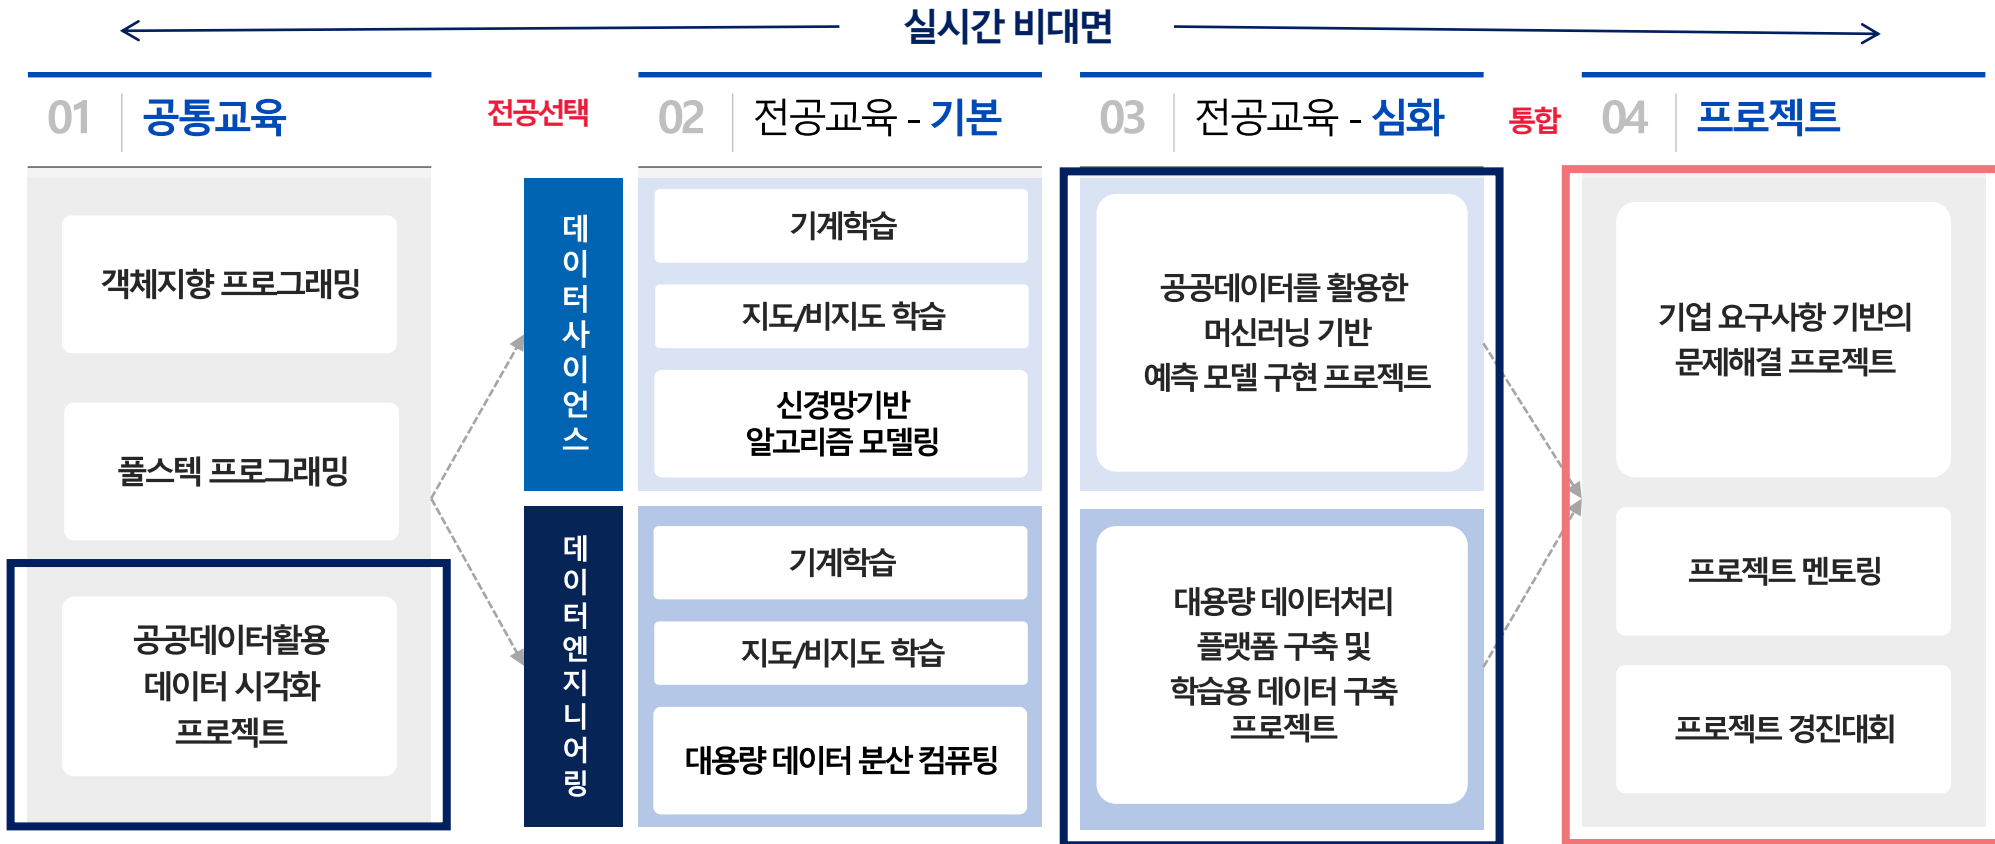 실시간 비대면
01
공통교육
객체지향 프로그래밍
풀스텍 프로그래밍
공공데이터활용
데이터 시각화
프로젝트
전공선택
데이터사이언스
데이터엔지니어링
02
전공교육 - 기본
기계학습
지도/비지도 학습
신경망기반
알고리즘 모델링
기계학습
지도/비지도 학습
대용량 데이터 분산 컴퓨팅
03
전공교육 - 심화
공공데이터를 활용한
머신러닝 기반
예측 모델 구현 프로젝트
대용량 데이터처리
플랫폼 구축 및
학습용 데이터 구축
프로젝트
통합
04
프로젝트
기업 요구사항 기반의
문제해결 프로젝트
프로젝트 멘토링
프로젝트 경진대회